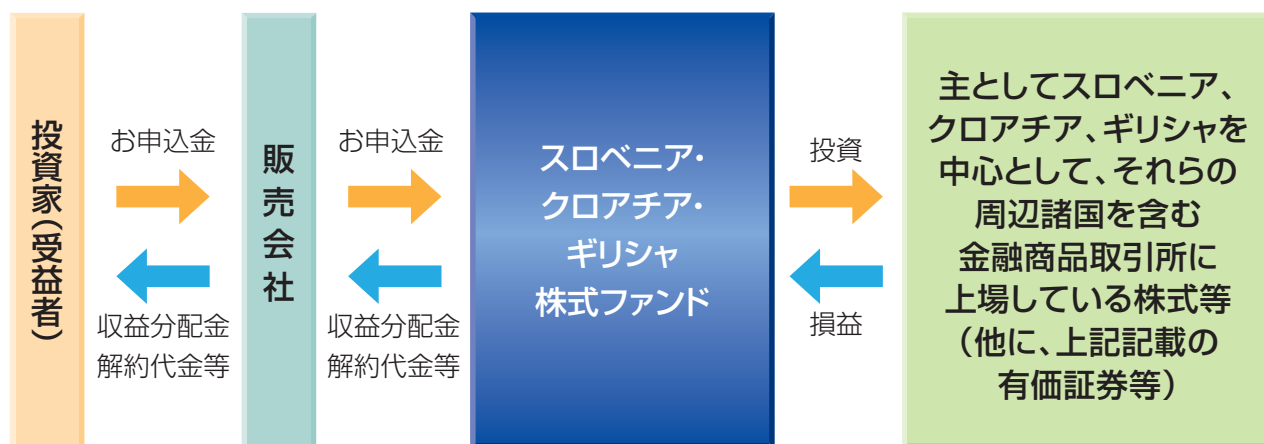 投資家(受益者)
お申込金
収益分配金
解約代金等
販売会社
お申込金
収益分配金
解約代金等
スロベニア・
クロアチア・
ギリシャ
株式ファンド
投資
損益
主としてスロベニア、
クロアチア、ギリシャを
中心として、それらの
周辺諸国を含む
金融商品取引所に
上場している株式等
(他に、上記記載の
有価証券等)